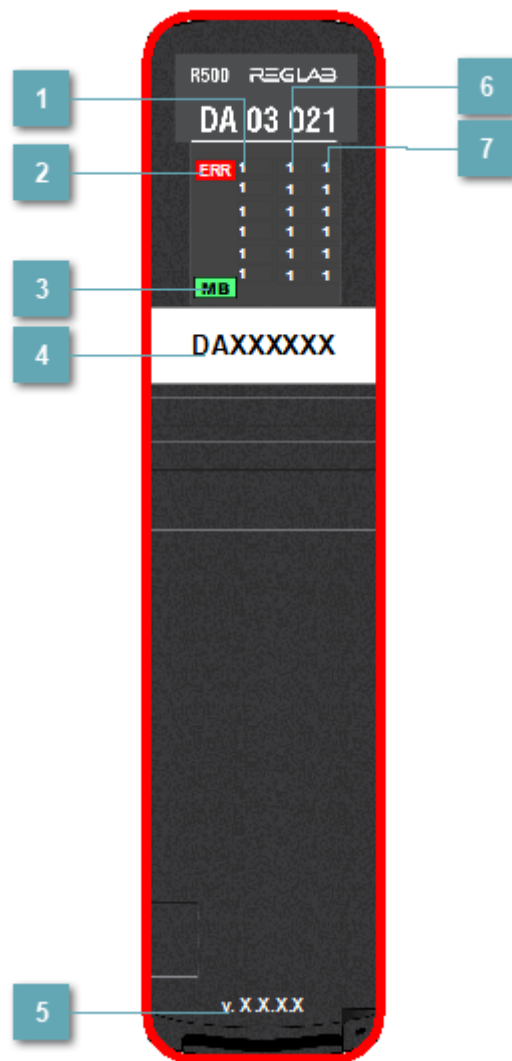 R500 REGLAB
DA 03 021
1 6
7
2 ERR 1 1 1
1 1 1
1 1 1
1 1 1
1 1 1
1 1 1
3 MB
4 DAXXXXXX
5 v. X.X.X.X